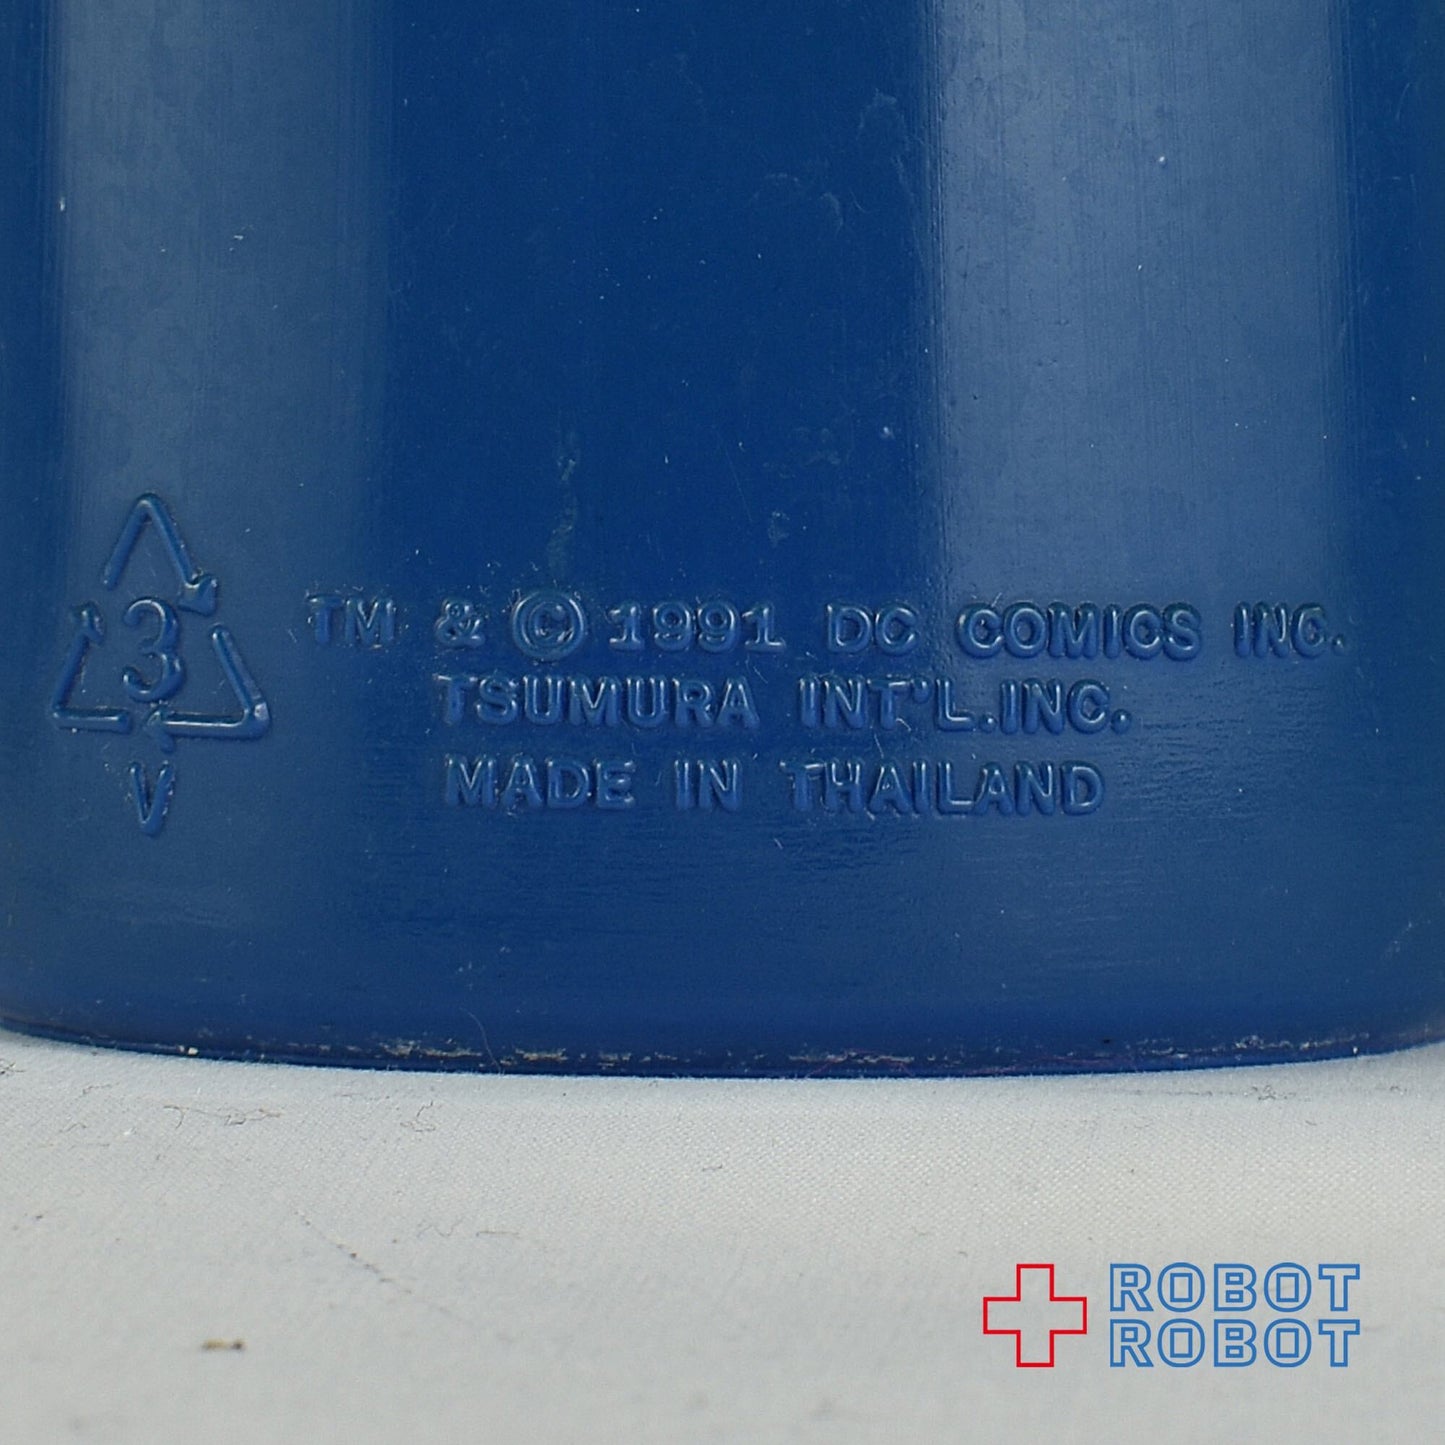 3
V
TM & © 1991 DC COMICS INC.
TSUMURA INT'L.INC.
MADE IN THAILAND
ROBOT
ROBOT